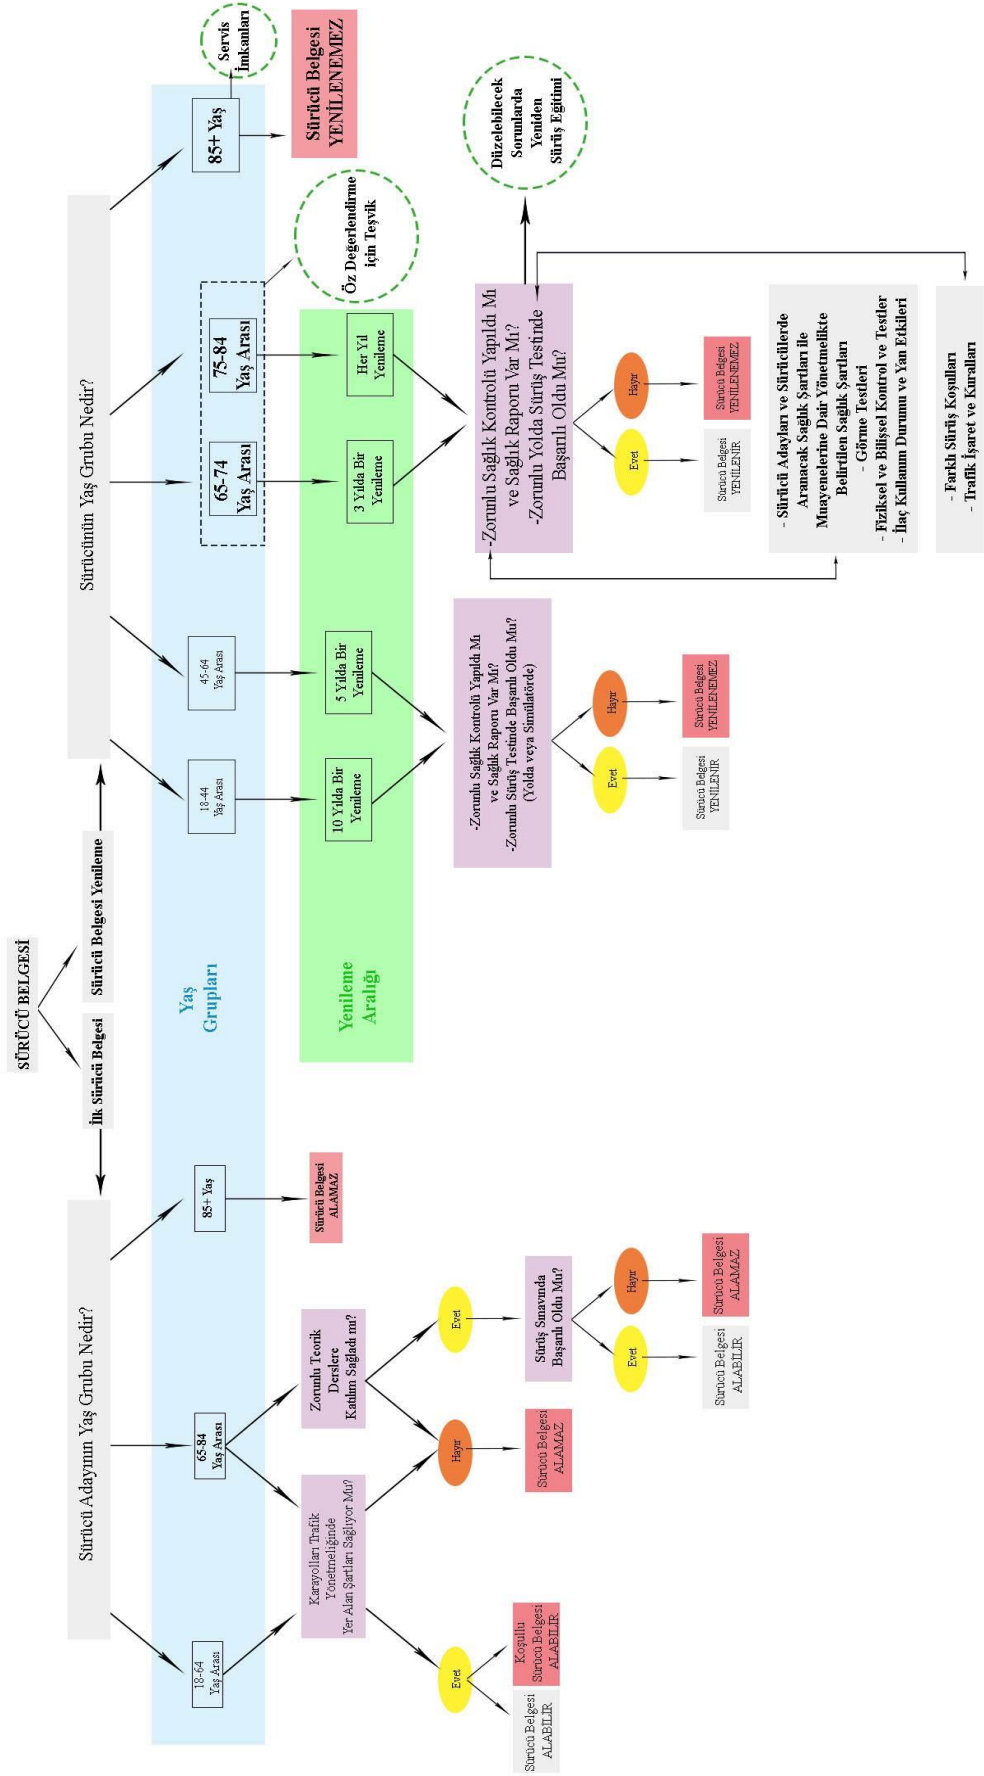 SÜRÜCÜ BELGESİ
İlk Sürücü Belgesi
Sürücü Belgesi Yenileme
Sürücü Adayının Yaş Grubu Nedir?
Sürücünün Yaş Grubu Nedir?
Yaş
Grupları
18-64
Yaş Arası
65-84
Yaş Arası
85+ Yaş
18-44
Yaş Arası
45-64
Yaş Arası
65-74
Yaş Arası
75-84
Yaş Arası
85+ Yaş
Servis
İmkanları
Sürücü Belgesi
YENİLENEMEZ
Öz Değerlendirme
için Teşvik
Yenileme
Aralığı
10 Yılda Bir
Yenileme
5 Yılda Bir
Yenileme
3 Yılda Bir
Yenileme
Her Yıl
Yenileme
Karayolları Trafik
Yönetmeliğinde
Yer Alan Şartları Sağlıyor Mu?
Zorunlu Teorik
Derslere
Katılım Sağladı mı?
Sürücü Belgesi
ALAMAZ
Evet
Hayır
Evet
Sürücü Belgesi
ALABİLİR
Koşullu
Sürücü Belgesi
ALABİLİR
Sürücü Belgesi
ALAMAZ
Sürüş Sınavında
Başarılı Oldu Mu?
Evet
Hayır
Sürücü Belgesi
ALABİLİR
Sürücü Belgesi
ALAMAZ
-Zorunlu Sağlık Kontrolü Yapıldı Mı
ve Sağlık Raporu Var Mı?
-Zorunlu Sürüş Testinde Başarılı Oldu Mu?
(Yolda veya Simülatörde)
Evet
Hayır
Sürücü Belgesi
YENİLENİR
Sürücü Belgesi
YENİLENEMEZ
-Zorunlu Sağlık Kontrolü Yapıldı Mı
ve Sağlık Raporu Var Mı?
-Zorunlu Yolda Sürüş Testinde
Başarılı Oldu Mu?
Düzelebilecek
Sorunlarda
Yeniden
Sürüş Eğitimi
Evet
Hayır
Sürücü Belgesi
YENİLENİR
Sürücü Belgesi
YENİLENEMEZ
- Sürücü Adayları ve Sürücülerde
Aranacak Sağlık Şartları ile
Muayenelerine Dair Yönetmelikte
Belirtilen Sağlık Şartları
- Görme Testleri
- Fiziksel ve Bilişsel Kontrol ve Testler
- İlaç Kullanım Durumu ve Yan Etkileri
- Farklı Sürüş Koşulları
- Trafik İşaret ve Kuralları